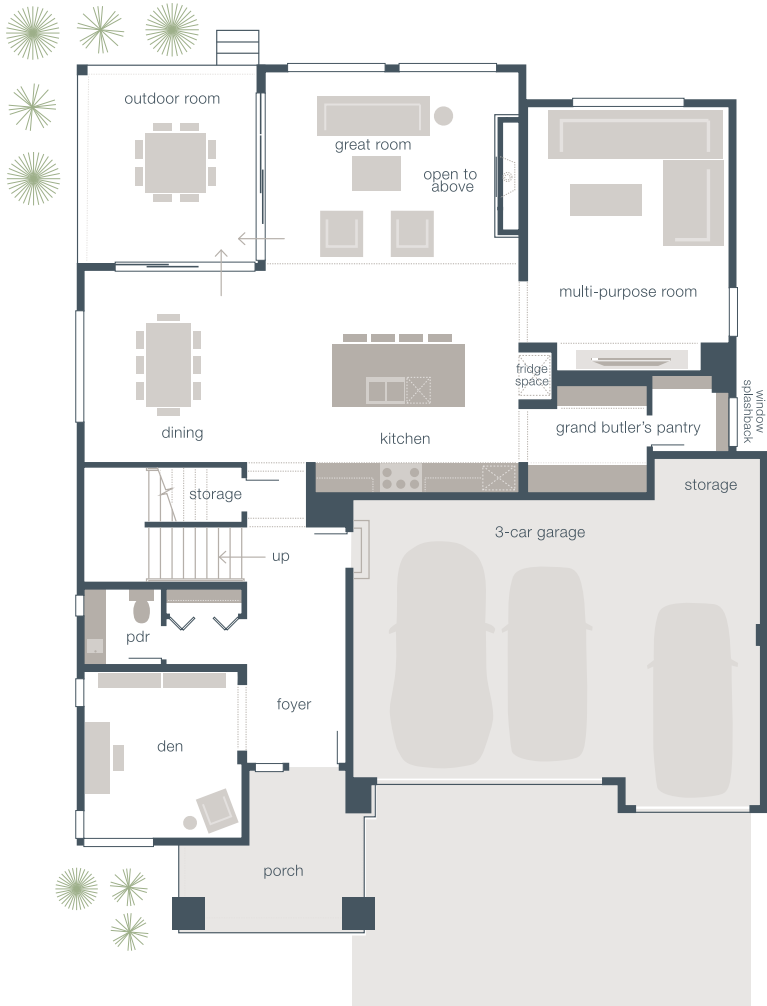 outdoor room
great room
open to
above
multi-purpose room
fridge
space
window
splashback
dining
kitchen
grand butler's pantry
storage
storage
3-car garage
up
pdr
foyer
den
porch